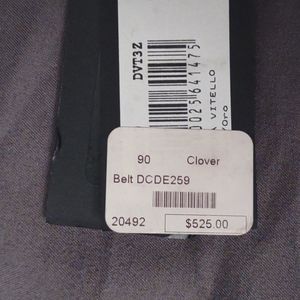 DVT3Z
0025641475
VITELLO
90 Clover
Belt DCDE259
20492 $525.00